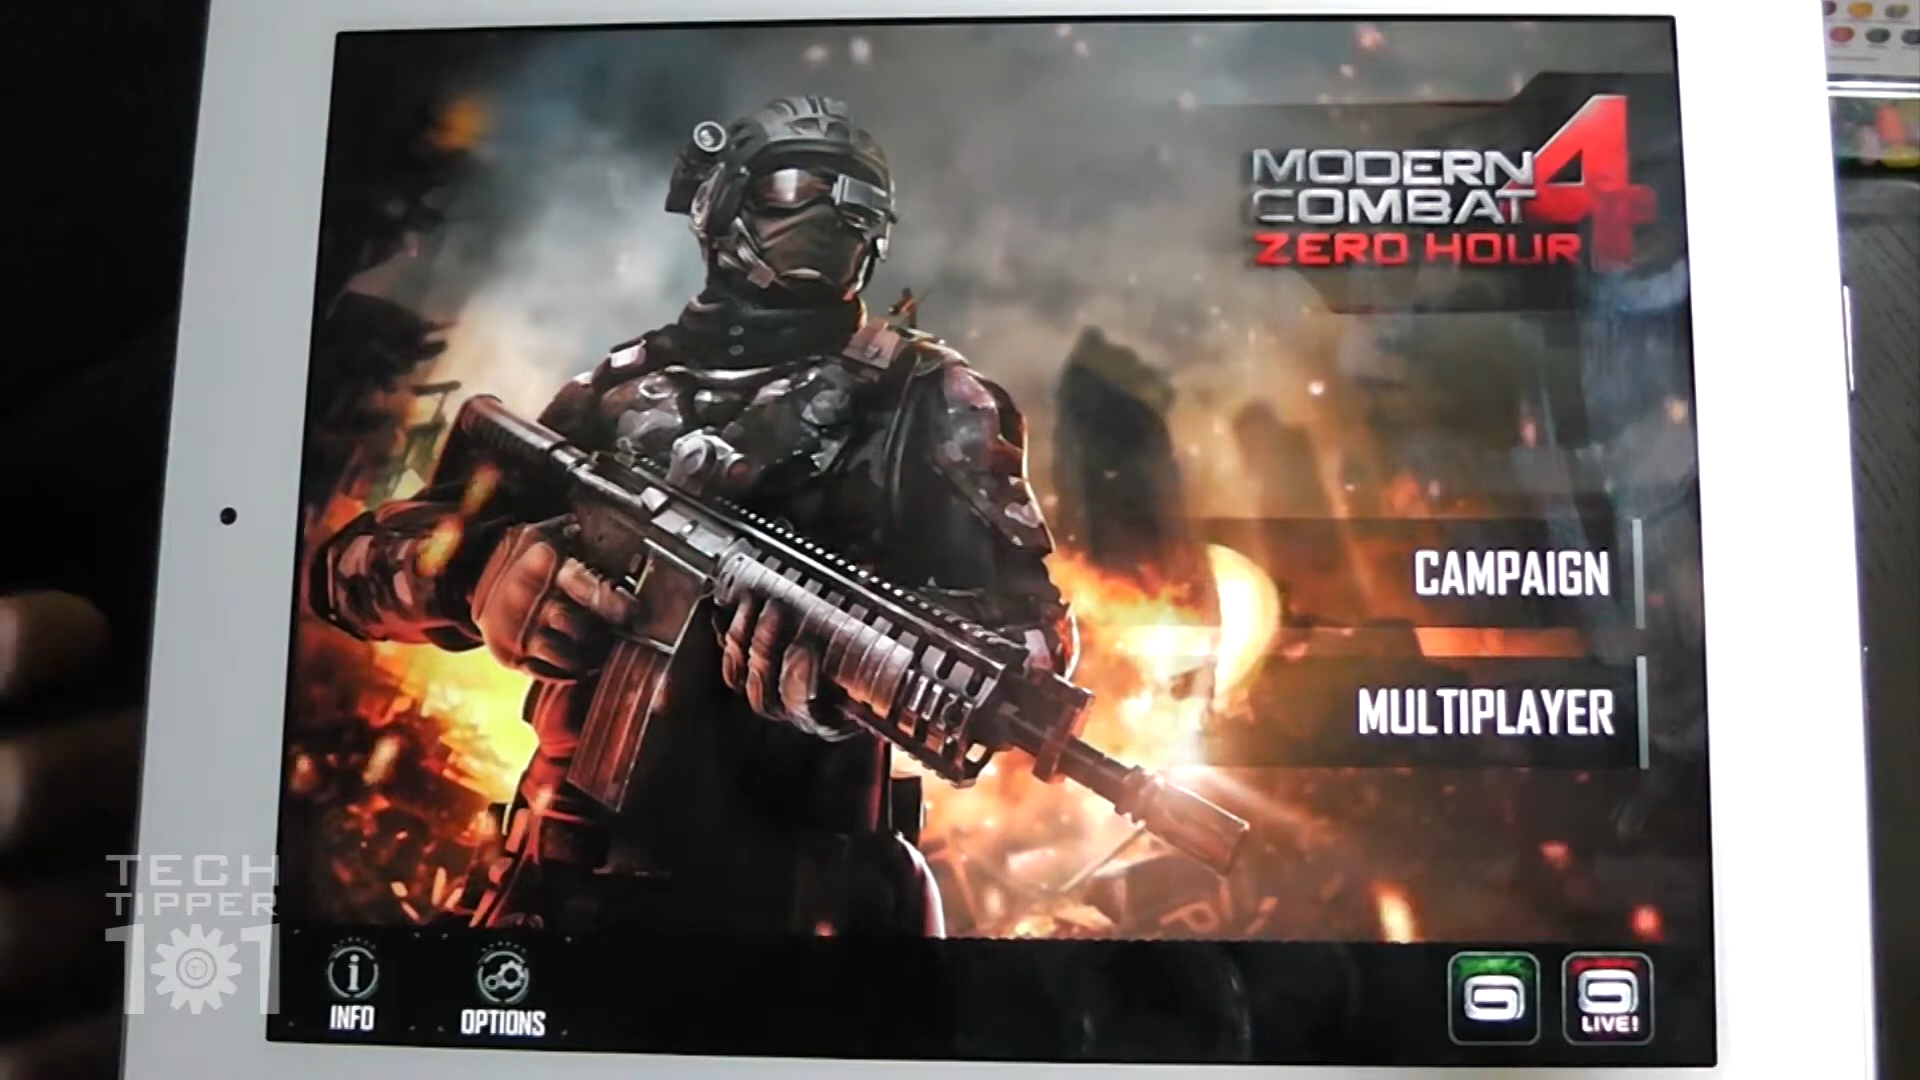 MODERN
COMBAT 4
ZERO HOUR
CAMPAIGN
MULTIPLAYER
INFO
OPTIONS
LIVE!
TECH
TIPPER
101